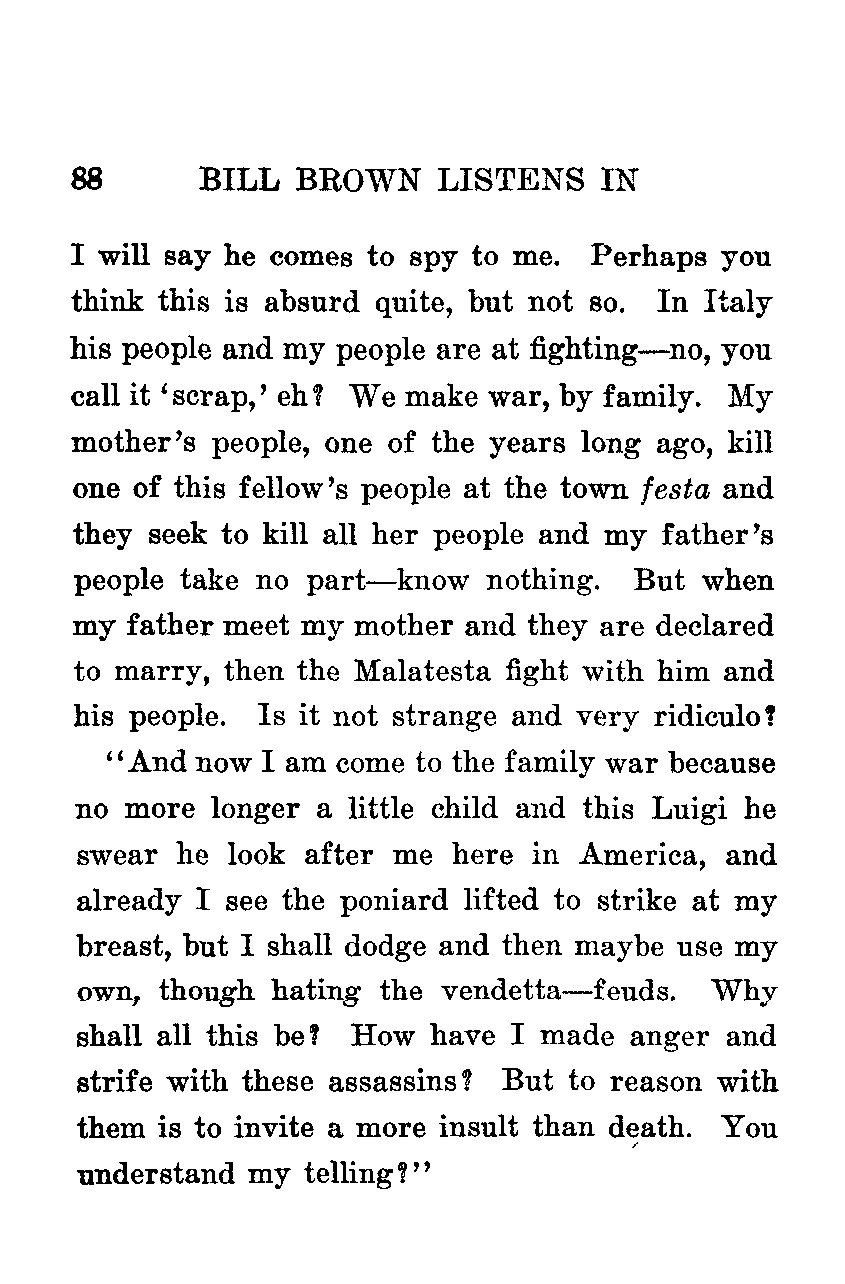 88 BILL BROWN LISTENS IN
I will say he comes to spy to me. Perhaps you
think this is absurd quite, but not so. In Italy
his people and my people are at fighting—no, you
call it ‘scrap,’ eh? We make war, by family. My
mother’s people, one of the years long ago, kill
one of this fellow’s people at the town festa and
they seek to kill all her people and my father’s
people take no part—know nothing. But when
my father meet my mother and they are declared
to marry, then the Malatesta fight with him and
his people. Is it not strange and very ridiculo?
“And now I am come to the family war because
no more longer a little child and this Luigi he
swear he look after me here in America, and
already I see the poniard lifted to strike at my
breast, but I shall dodge and then maybe use my
own, though hating the vendetta—feuds. Why
shall all this be? How have I made anger and
strife with these assassins? But to reason with
them is to invite a more insult than death. You
understand my telling?”